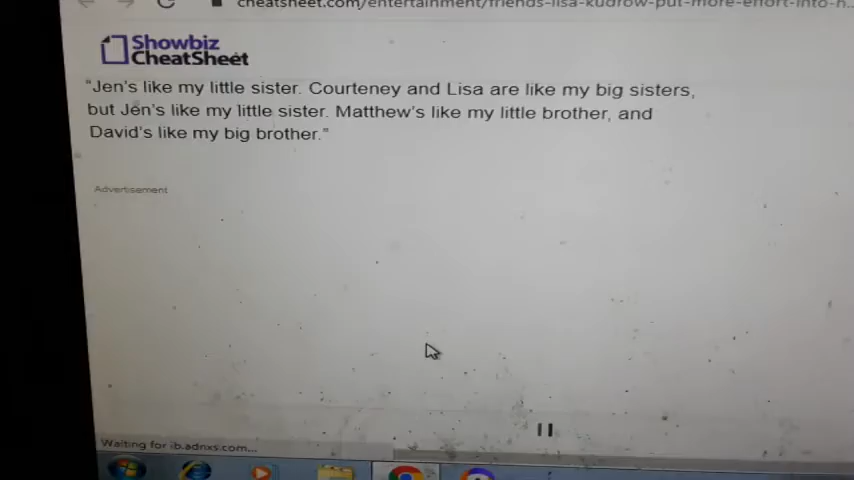 cheatsheet.com/entertainment/friends-lisa-kudrow-put-more-effort-into-h...
Showbiz
CheatSheet
"Jen's like my little sister. Courteney and Lisa are like my big sisters,
but Jen's like my little sister. Matthew's like my little brother, and
David's like my big brother."
Advertisement
Waiting for ib.adnxs.com...